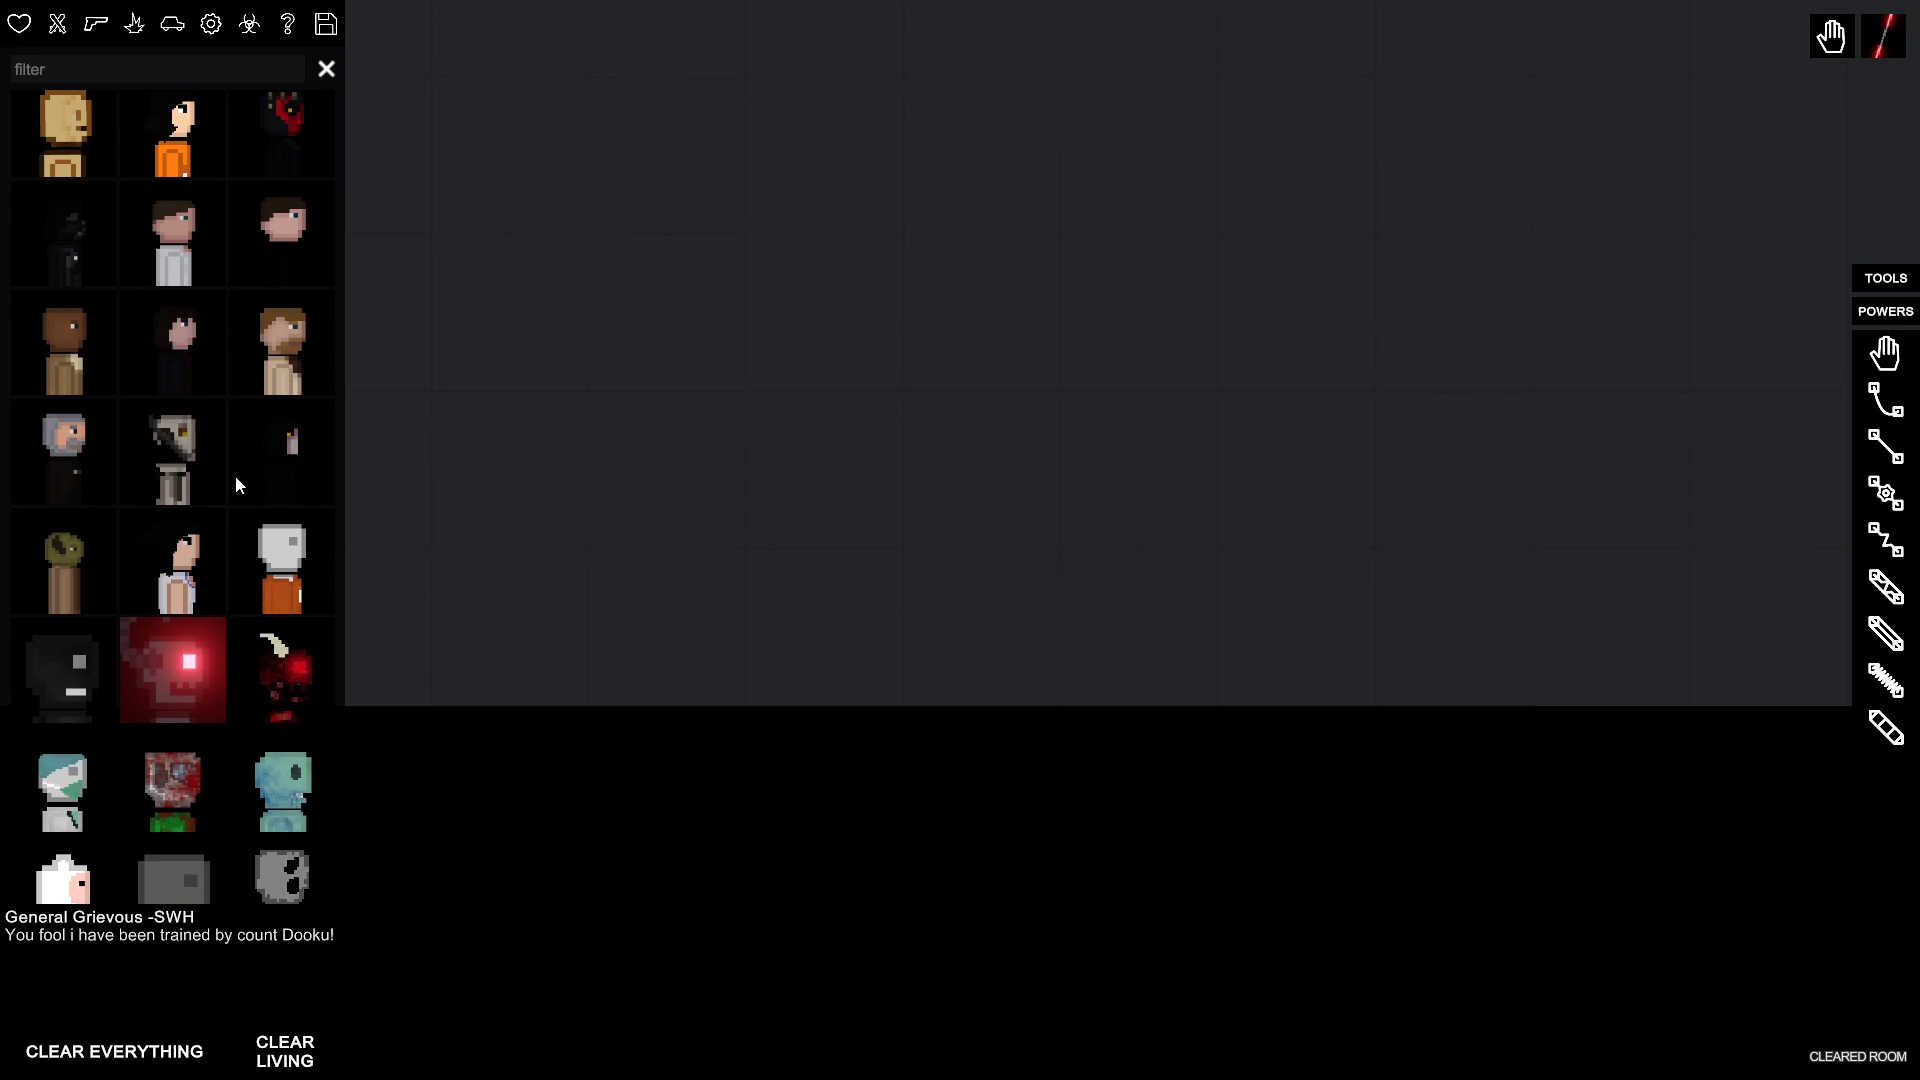 filter
TOOLS
POWERS
General Grievous -SWH
You fool i have been trained by count Dooku!
CLEAR EVERYTHING
CLEAR
LIVING
CLEARED ROOM